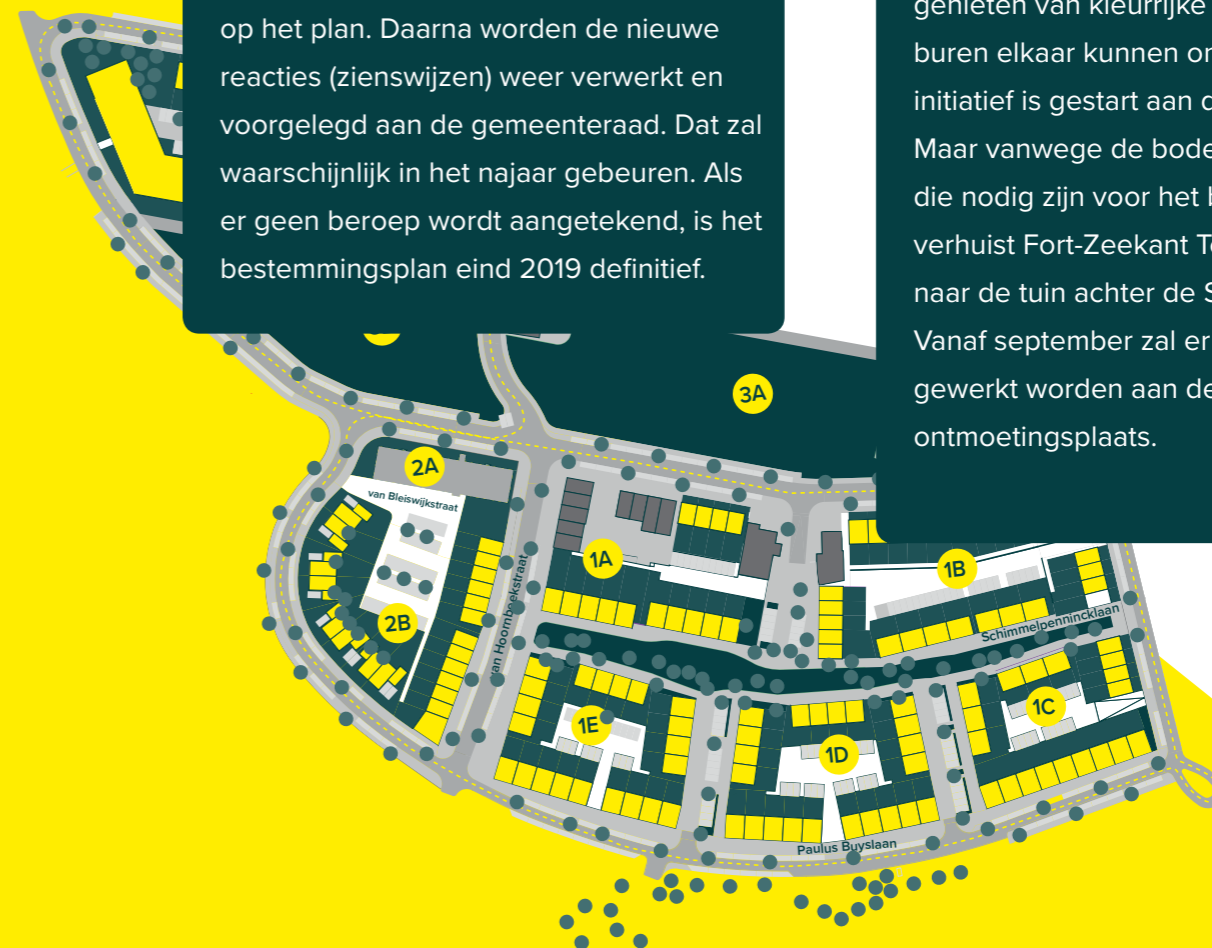 op het plan. Daarna worden de nieuwe
reacties (zienswijzen) weer verwerkt en
voorgelegd aan de gemeenteraad. Dat zal
waarschijnlijk in het najaar gebeuren. Als
er geen beroep wordt aangetekend, is het
bestemmingsplan eind 2019 definitief.
genieten van kleurrijke
buren elkaar kunnen
initiatief is gestart aan
Maar vanwege de
die nodig zijn voor het
verhuist Fort-Zeekant
naar de tuin achter de
Vanaf september zal er
gewerkt worden aan de
ontmoetingsplaats.
3A
2A
van Bleiswijkstraat
1A
1B
2B
van Hoornbeekstraat
Schimmelpennincklaan
1E
1D
1C
Paulus Buyslaan